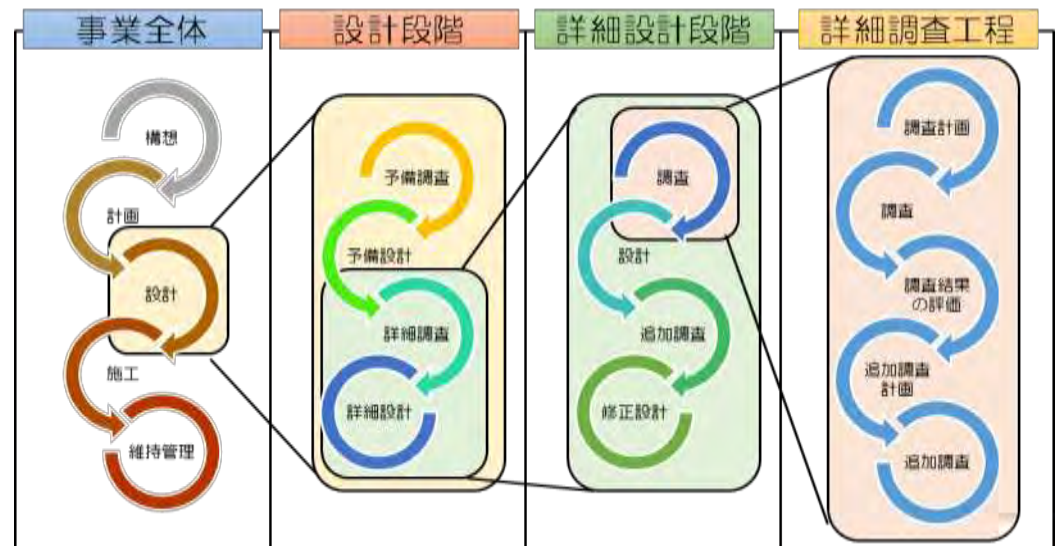 事業全体
設計段階
詳細設計段階
詳細調査工程
構想
計画
設計
施工
維持管理
予備調査
予備設計
詳細調査
詳細設計
調査
設計
追加調査
修正設計
調査計画
調査
調査結果
の評価
追加調査
計画
追加調査